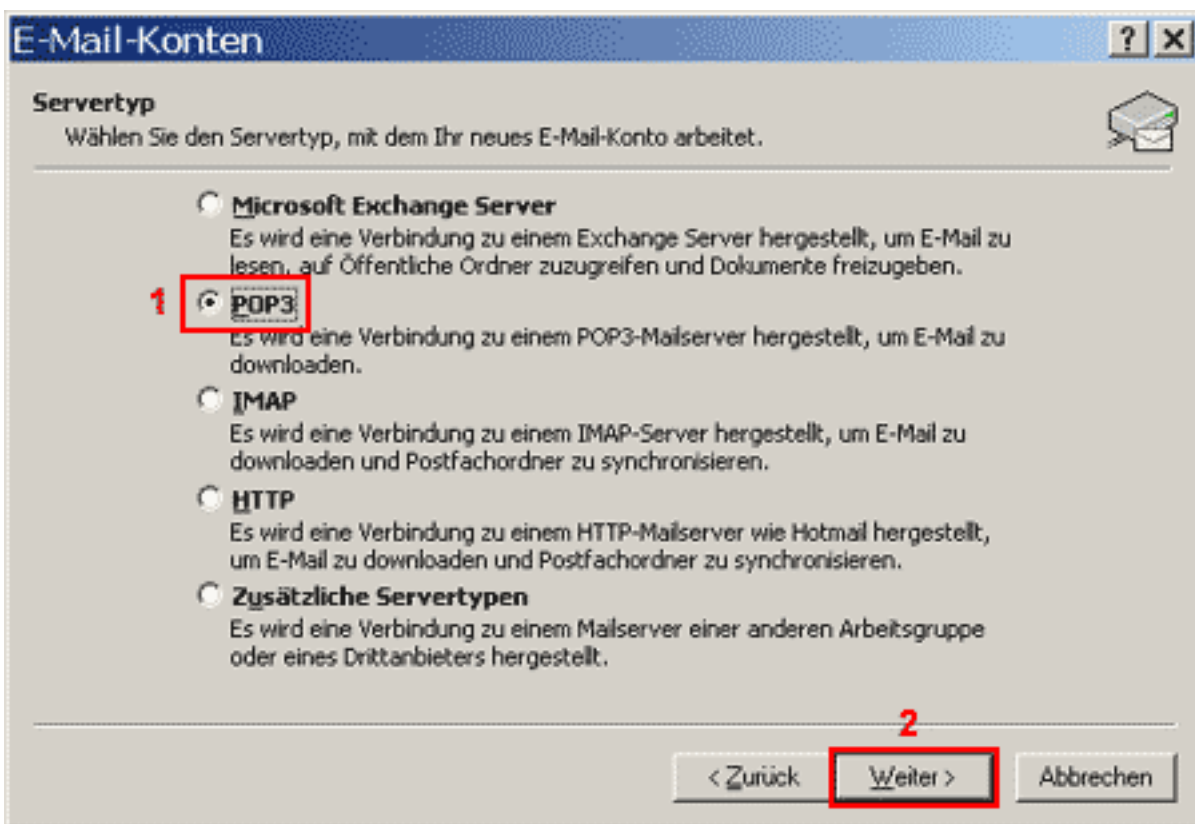 E-Mail-Konten
Servertyp
Wählen Sie den Servertyp, mit dem Ihr neues E-Mail-Konto arbeitet.
Microsoft Exchange Server
Es wird eine Verbindung zu einem Exchange Server hergestellt, um E-Mail zu
lesen, auf Öffentliche Ordner zuzugreifen und Dokumente freizugeben.
1 POP3
Es wird eine Verbindung zu einem POP3-Mailserver hergestellt, um E-Mail zu
downloaden.
IMAP
Es wird eine Verbindung zu einem IMAP-Server hergestellt, um E-Mail zu
downloaden und Postfachordner zu synchronisieren.
HTTP
Es wird eine Verbindung zu einem HTTP-Mailserver wie Hotmail hergestellt,
um E-Mail zu downloaden und Postfachordner zu synchronisieren.
Zusätzliche Servertypen
Es wird eine Verbindung zu einem Mailserver einer anderen Arbeitsgruppe
oder eines Drittanbieters hergestellt.
2
< Zurück Weiter > Abbrechen